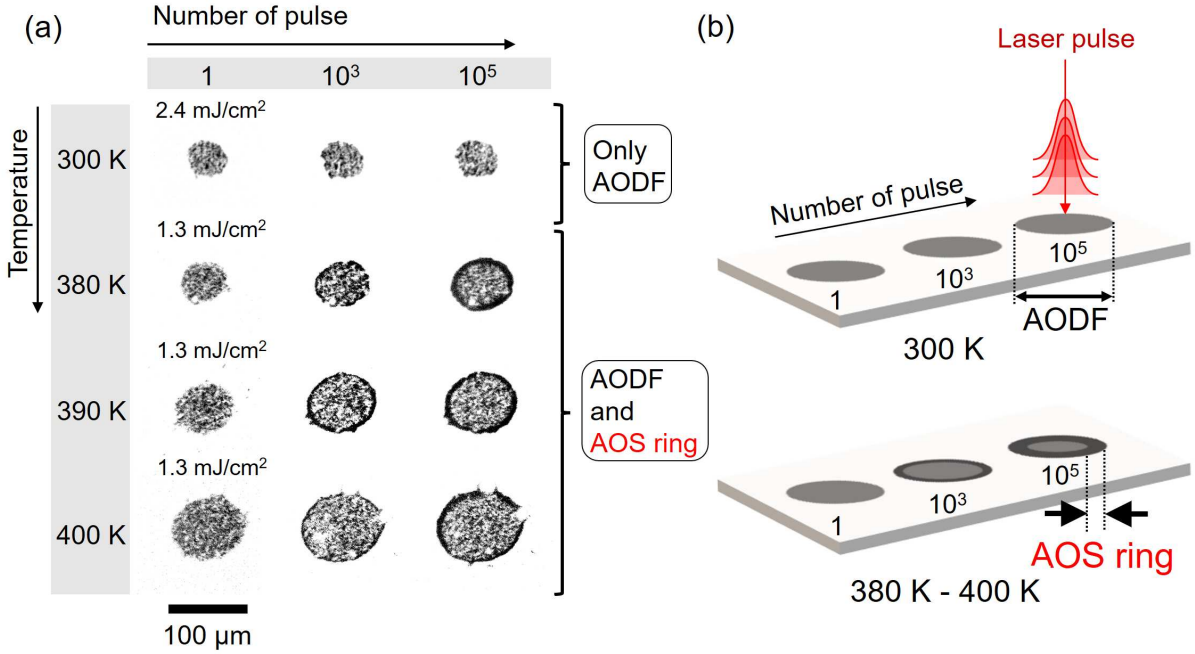 (a)
Number of pulse
1
10³
10⁵
Temperature
300 K
2.4 mJ/cm²
Only
AODF
380 K
1.3 mJ/cm²
390 K
1.3 mJ/cm²
AODF
and
AOS ring
400 K
1.3 mJ/cm²
100 µm
(b)
Laser pulse
Number of pulse
1
10³
10⁵
AODF
300 K
1
10³
10⁵
AOS ring
380 K - 400 K